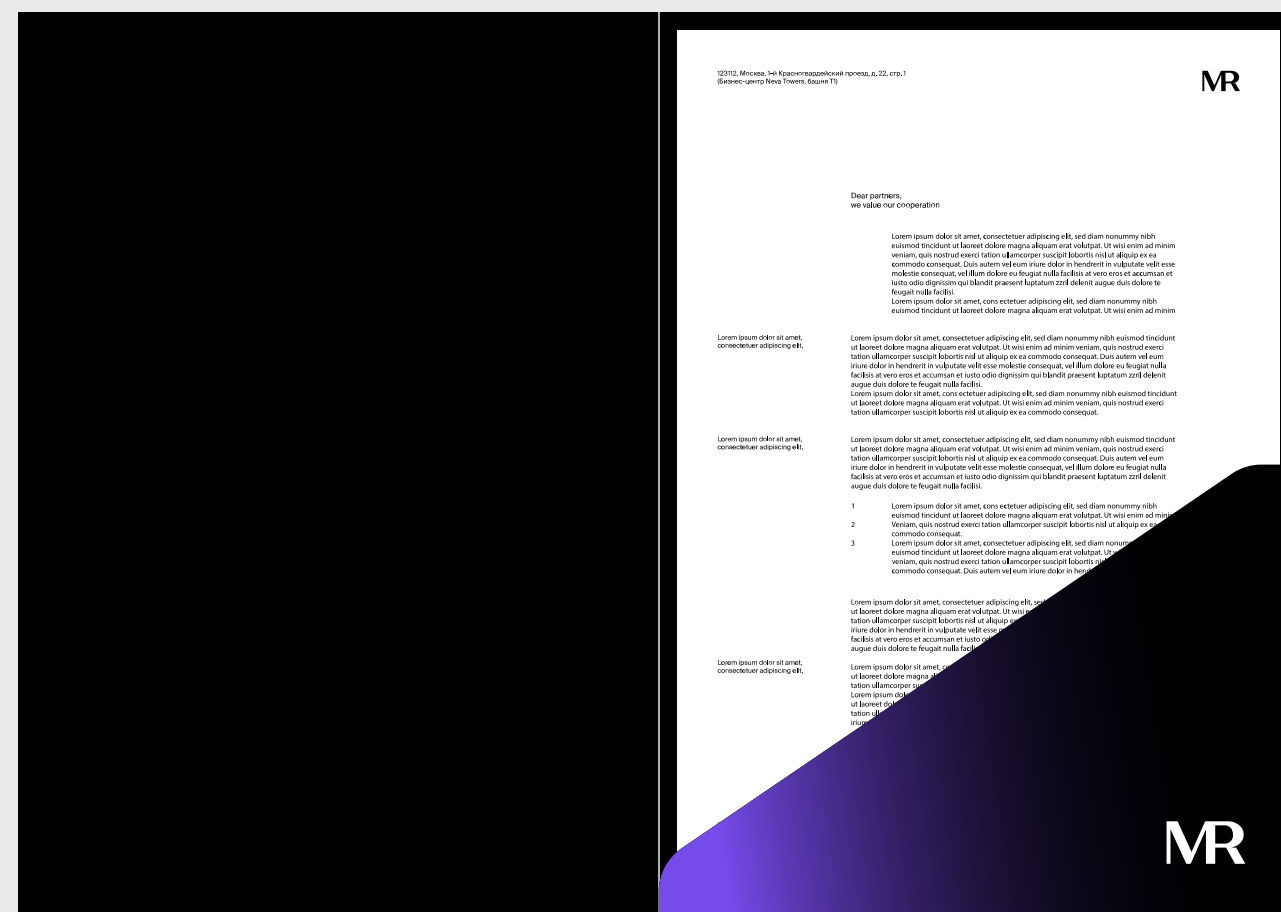 123112, Москва, 1-й Красногвардейский проезд, д. 22, стр. 1
(Бизнес-центр Neva Towers, башня Т1)
MR
Dear partners,
we value our cooperation
Lorem ipsum dolor sit amet, consectetuer adipiscing elit, sed diam nonummy nibh
euismod tincidunt ut laoreet dolore magna aliquam erat volutpat. Ut wisi enim ad minim
veniam, quis nostrud exerci tation ullamcorper suscipit lobortis nisl ut aliquip ex ea
commodo consequat. Duis autem vel eum iriure dolor in hendrerit in vulputate velit esse
molestie consequat, vel illum dolore eu feugiat nulla facilisis at vero eros et accumsan et
iusto odio dignissim qui blandit praesent luptatum zzril delenit augue duis dolore te
feugait nulla facilisi.
Lorem ipsum dolor sit amet, cons ectetuer adipiscing elit, sed diam nonummy nibh
euismod tincidunt ut laoreet dolore magna aliquam erat volutpat. Ut wisi enim ad minim
Lorem ipsum dolor sit amet,
consectetuer adipiscing elit,
Lorem ipsum dolor sit amet, consectetuer adipiscing elit, sed diam nonummy nibh euismod tincidunt
ut laoreet dolore magna aliquam erat volutpat. Ut wisi enim ad minim veniam, quis nostrud exerci
tation ullamcorper suscipit lobortis nisl ut aliquip ex ea commodo consequat. Duis autem vel eum
iriure dolor in hendrerit in vulputate velit esse molestie consequat, vel illum dolore eu feugiat nulla
facilisis at vero eros et accumsan et iusto odio dignissim qui blandit praesent luptatum zzril delenit
augue duis dolore te feugait nulla facilisi.
Lorem ipsum dolor sit amet, cons ectetuer adipiscing elit, sed diam nonummy nibh euismod tincidunt
ut laoreet dolore magna aliquam erat volutpat. Ut wisi enim ad minim veniam, quis nostrud exerci
tation ullamcorper suscipit lobortis nisl ut aliquip ex ea commodo consequat.
Lorem ipsum dolor sit amet,
consectetuer adipiscing elit,
Lorem ipsum dolor sit amet, consectetuer adipiscing elit, sed diam nonummy nibh euismod tincidunt
ut laoreet dolore magna aliquam erat volutpat. Ut wisi enim ad minim veniam, quis nostrud exerci
tation ullamcorper suscipit lobortis nisl ut aliquip ex ea commodo consequat. Duis autem vel eum
iriure dolor in hendrerit in vulputate velit esse molestie consequat, vel illum dolore eu feugiat nulla
facilisis at vero eros et accumsan et iusto odio dignissim qui blandit praesent luptatum zzril delenit
augue duis dolore te feugait nulla facilisi.
1 Lorem ipsum dolor sit amet, cons ectetuer adipiscing elit, sed diam nonummy nibh
euismod tincidunt ut laoreet dolore magna aliquam erat volutpat. Ut wisi enim ad
2 Veniam, quis nostrud exerci tation ullamcorper suscipit lobortis nisl ut aliquip ex ea
commodo consequat.
3 Lorem ipsum dolor sit amet, consectetuer adipiscing elit, sed diam
euismod tincidunt ut laoreet dolore magna aliquam erat volutpat. Ut
veniam, quis nostrud exerci tation ullamcorper suscipit lobortis
commodo consequat. Duis autem vel eum iriure dolor in
Lorem ipsum dolor sit amet, consectetuer adipiscing elit,
ut laoreet dolore magna aliquam erat volutpat. Ut
tation ullamcorper suscipit lobortis nisl ut aliquip
iriure dolor in hendrerit in vulputate velit esse
facilisis at vero eros et accumsan et iusto
augue duis dolore te feugait nulla
Lorem ipsum dolor sit amet,
consectetuer adipiscing elit,
Lorem ipsum dolor sit amet,
ut laoreet dolore magna
tation ullamcorper
Lorem ipsum
ut laoreet
tation
MR